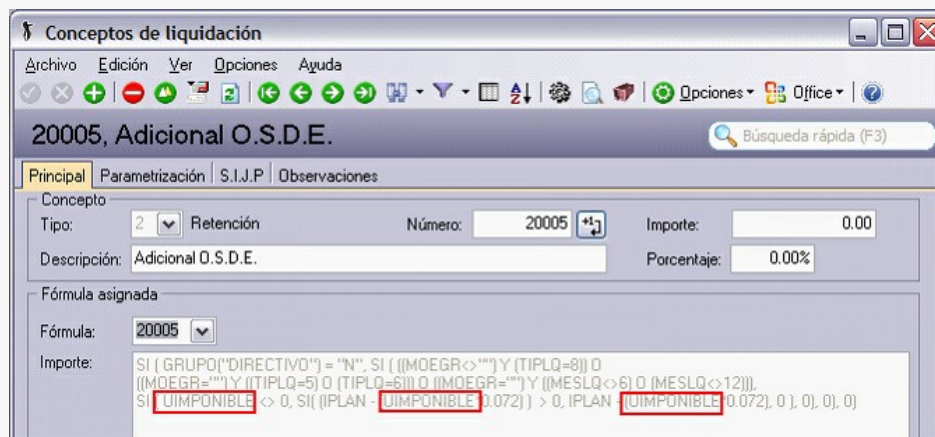 Conceptos de liquidación
Archivo Edición Ver Opciones Ayuda
Opciones Office
20005, Adicional O.S.D.E. Búsqueda rápida (F3)
Principal Parametrización S.I.J.P Observaciones
Concepto
Tipo: 2 Retención Número: 20005 +1 Importe: 0.00
Descripción: Adicional O.S.D.E. Porcentaje: 0.00%
Fórmula asignada
Fórmula: 20005
Importe: SI ( GRUPO("DIRECTIVO") = "N", SI ( ((MOEGR<>"") Y (TIPLQ=8)) O
((MOEGR="") Y ((TIPLQ=5) O (TIPLQ=6))) O ((MOEGR="") Y ((MESLQ<>6) O (MESLQ<>12))),
SI ( UIMPONIBLE <> 0, SI( (IPLAN - (UIMPONIBLE*0.072) ) > 0, IPLAN - (UIMPONIBLE*0.072), 0 ), 0), 0), 0)